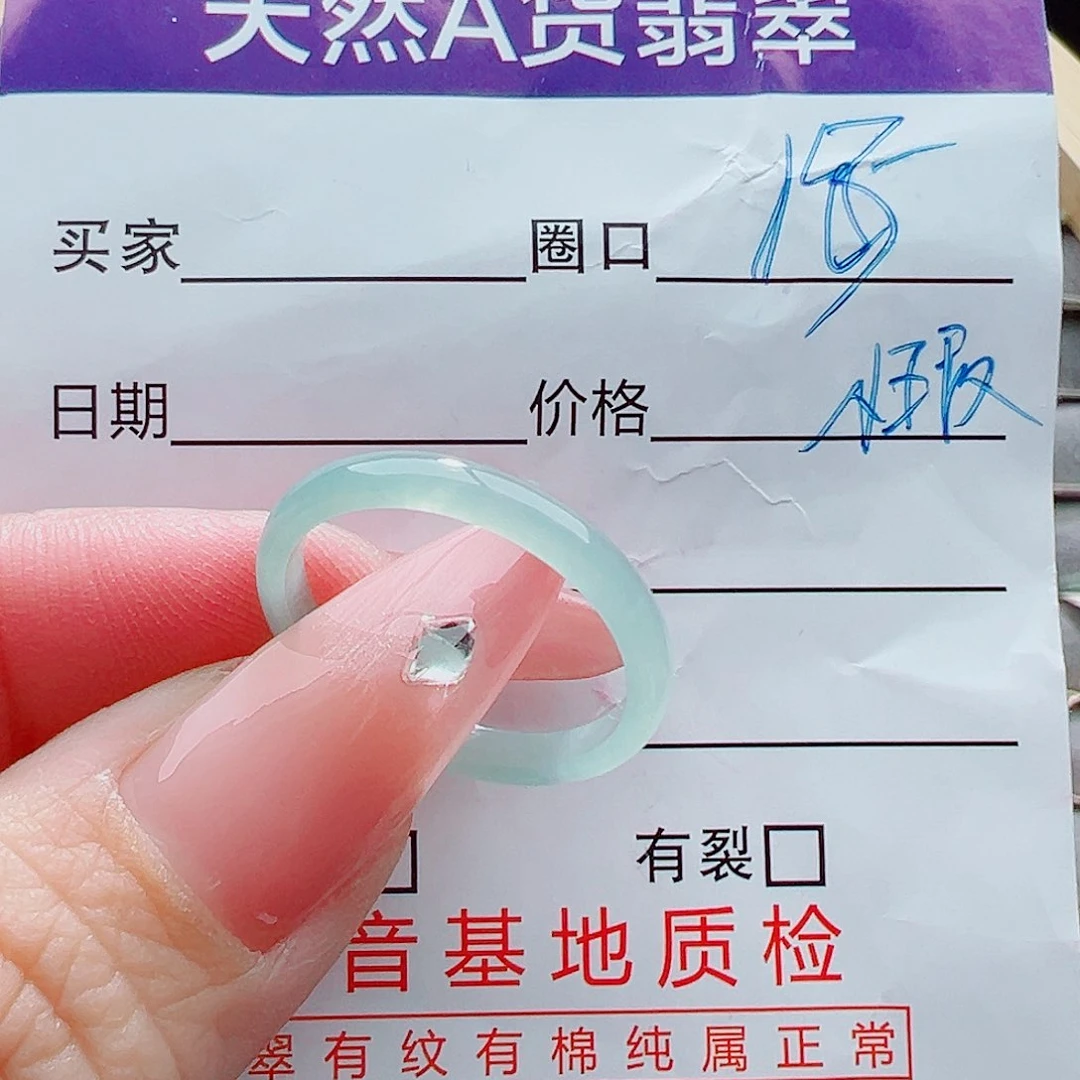 天然A货翡翠
买家 圈口
日期 价格
有裂
音基地质检
翠有纹有棉纯属正常